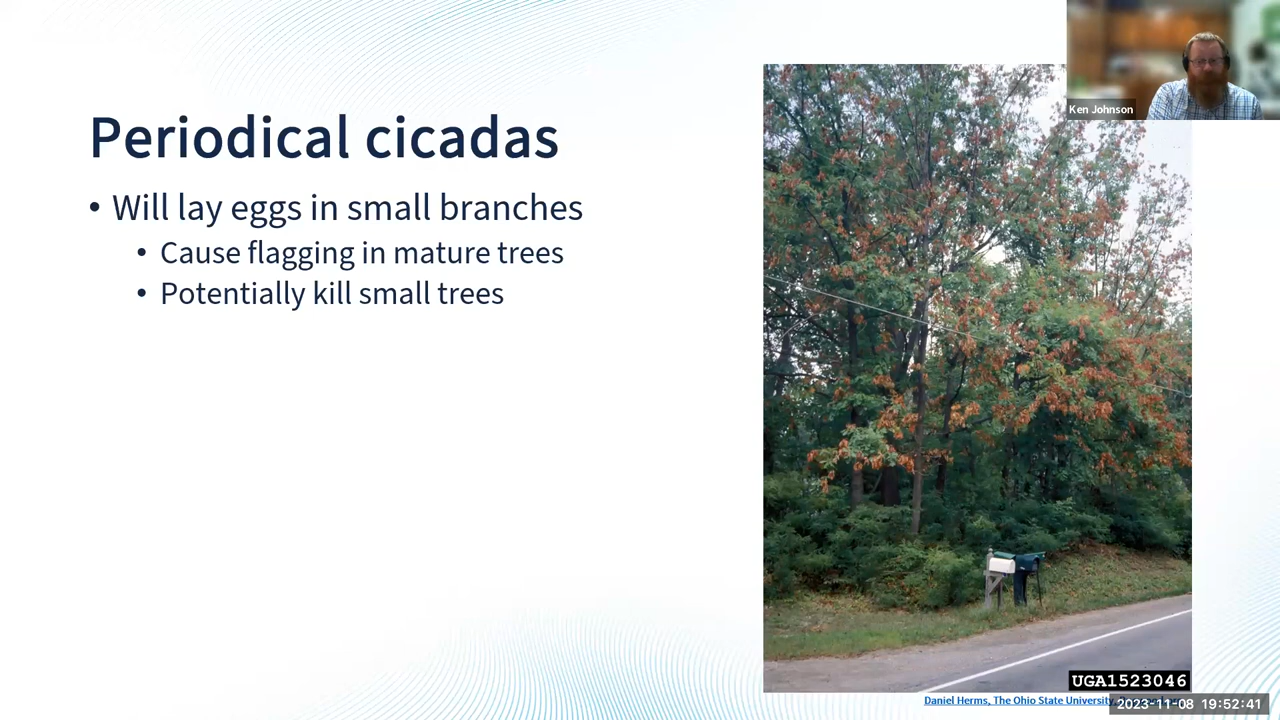 Ken Johnson
Periodical cicadas
• Will lay eggs in small branches
• Cause flagging in mature trees
• Potentially kill small trees
UGA1523046
Daniel Herms, The Ohio State University,
2023-11-08 19:52:41